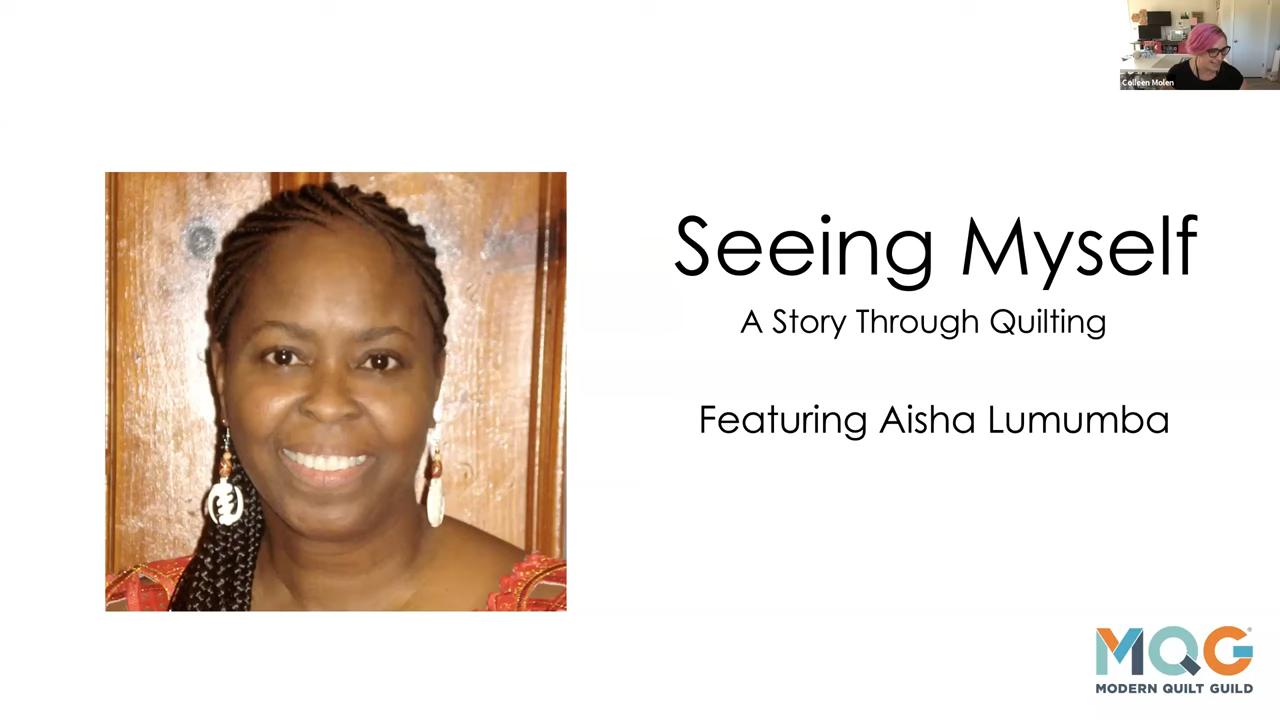 Colleen Molen
Seeing Myself
A Story Through Quilting
Featuring Aisha Lumumba
MQG®
MODERN QUILT GUILD